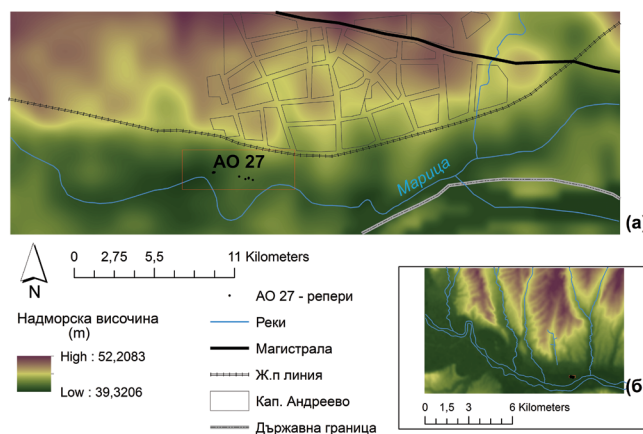 АО 27
Марица
(а)
0 2,75 5,5 11 Kilometers
N
Надморска височина
(m)
High : 52,2083
Low : 39,3206
АО 27 - репери
Реки
Магистрала
Ж.п линия
Кап. Андреево
Държавна граница
(б
0 1,5 3 6 Kilometers